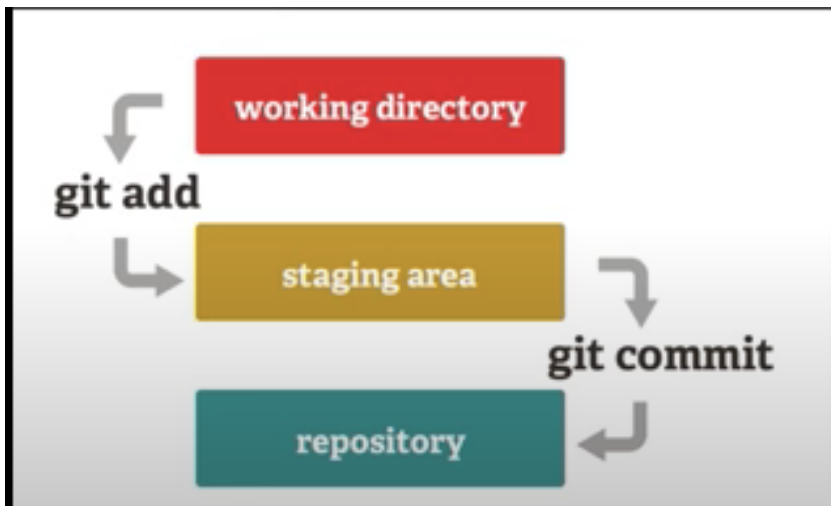 working directory
git add
staging area
git commit
repository